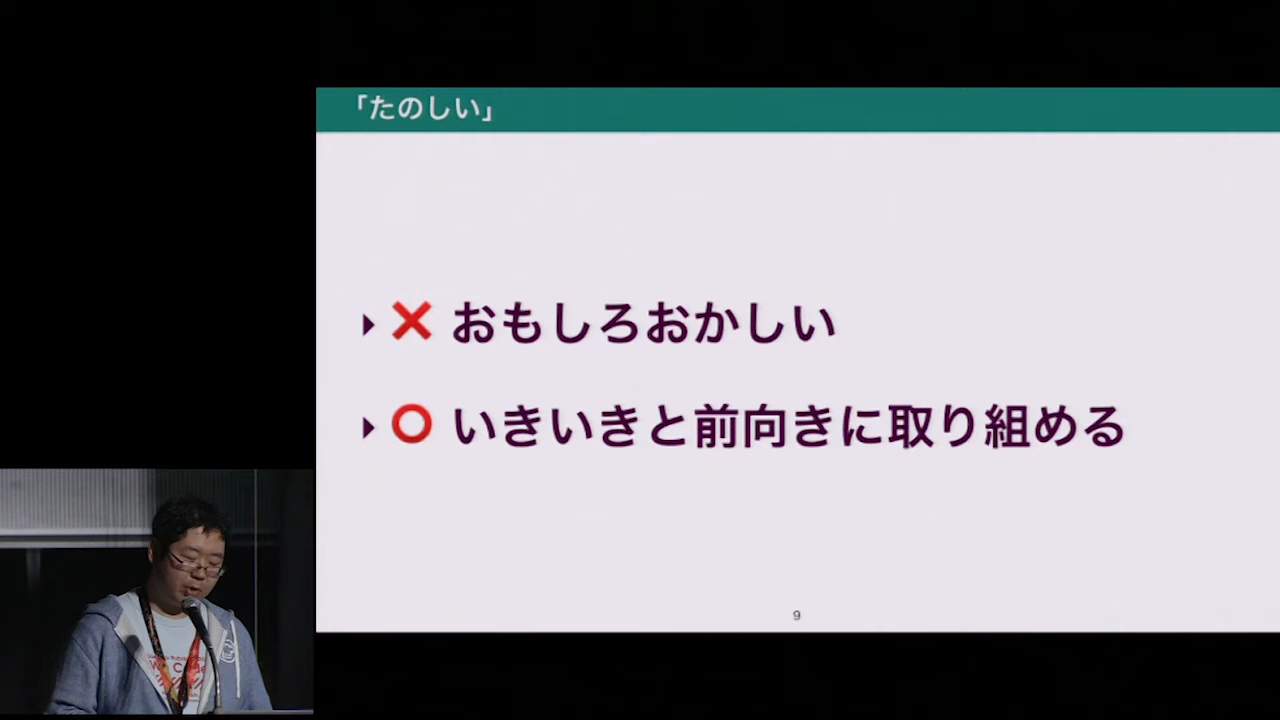 「たのしい」
❌ おもしろおかしい
⭕ いきいきと前向きに取り組める
9